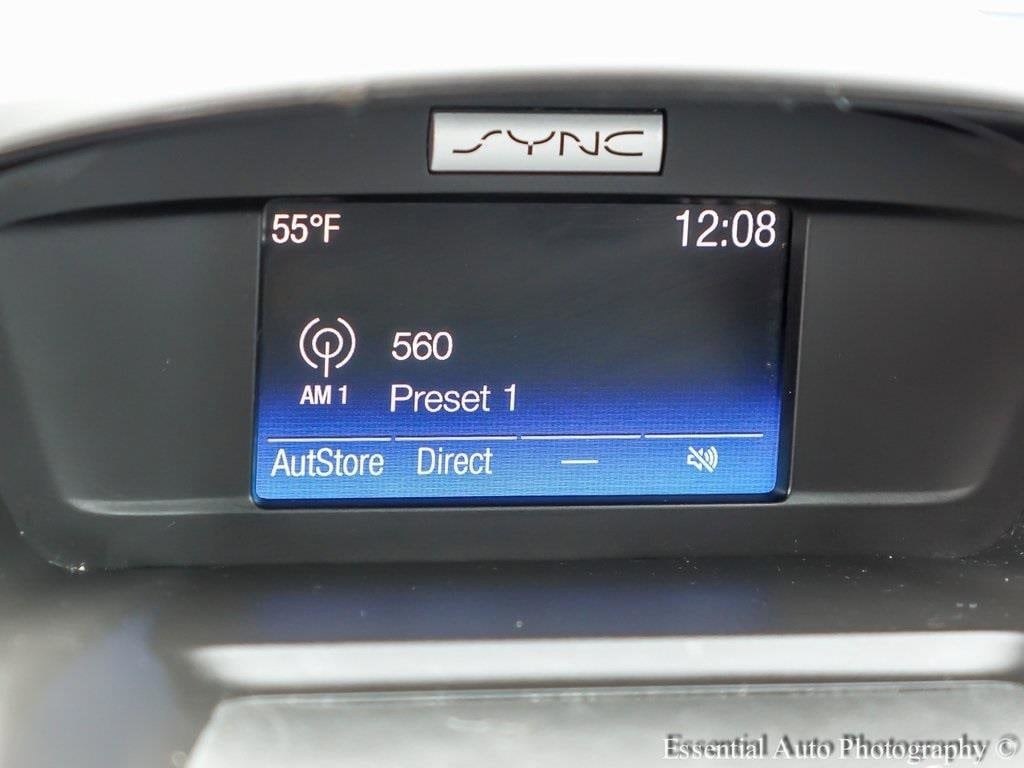 SYNC
55°F 12:08
560
AM 1
Preset 1
AutStore Direct —
Essential Auto Photography ©